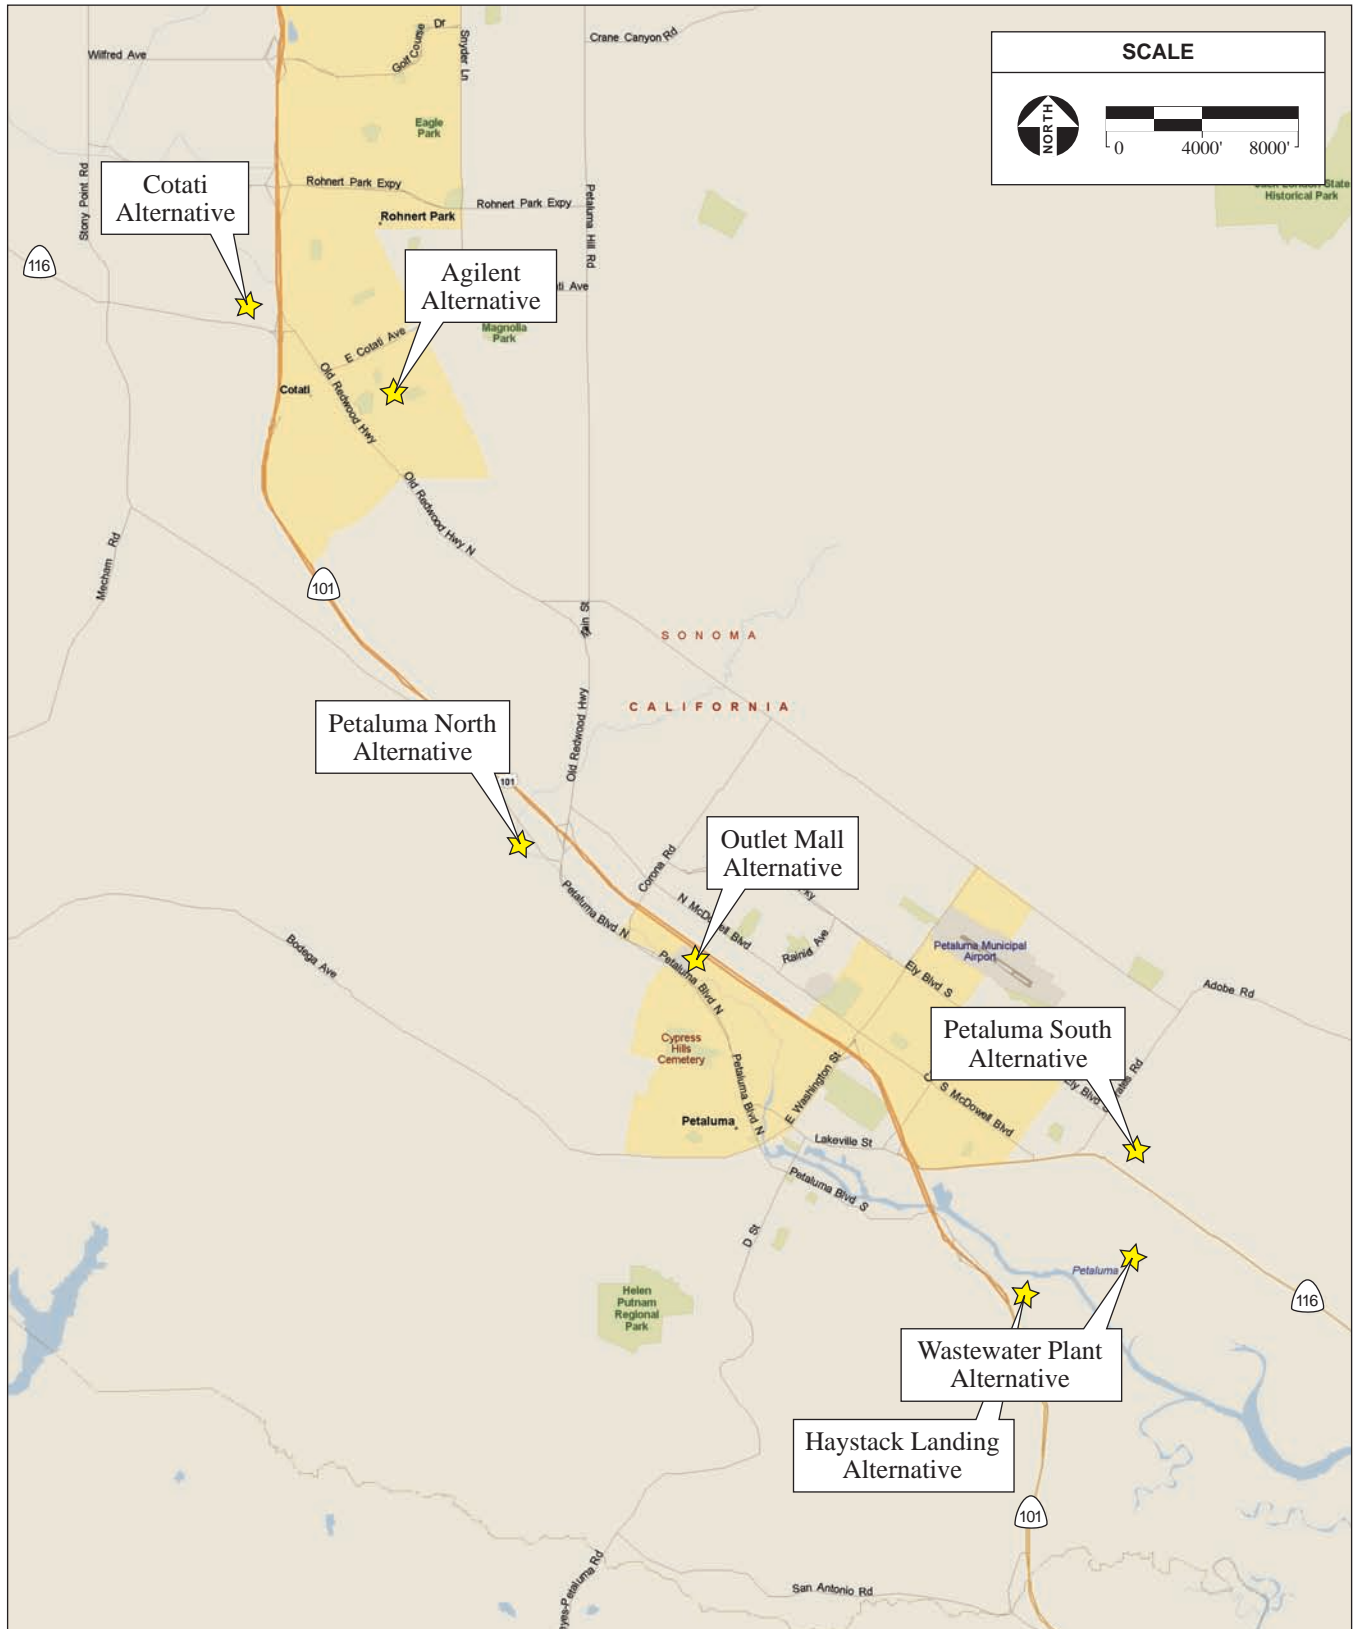 Wilfred Ave
Golf Course Dr
Snyder Ln
Crane Canyon Rd
SCALE
NORTH
0 4000' 8000'
Eagle
Park
Stony Point Rd
Cotati
Alternative
Rohnert Park Expy
Rohnert Park Expy
Rohnert Park
Petaluma Hill Rd
Historical Park
116
Agilent
Alternative
Ave
Magnolia
Park
E Cotati Ave
Cotati
Old Redwood Hwy
Old Redwood Hwy N
Mecham Rd
101
St
SONOMA
CALIFORNIA
Old Redwood Hwy
Petaluma North
Alternative
101
Outlet Mall
Alternative
Corona Rd
N McDowell Blvd
Rainier Ave
Petaluma Blvd N
Petaluma Blvd N
Bodega Ave
Petaluma Municipal
Airport
Ely Blvd S
Adobe Rd
Petaluma South
Alternative
Cypress
Hills
Cemetery
Petaluma Blvd N
E Washington St
S McDowell Blvd
Ely Blvd S
Petaluma
Lakeville St
Petaluma Blvd S
D St
Petaluma
116
Helen
Putnam
Regional
Park
Wastewater Plant
Alternative
Haystack Landing
Alternative
101
San Antonio Rd
-Petaluma Rd